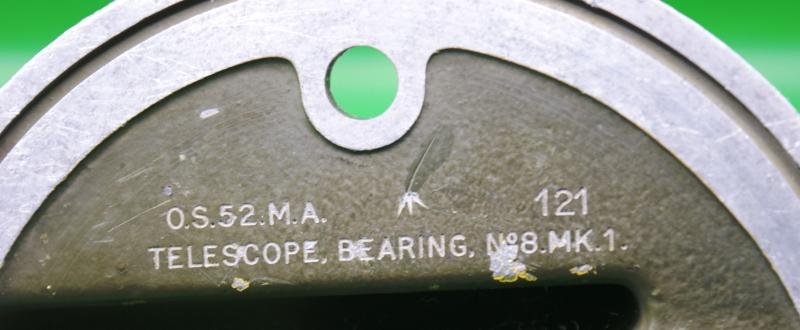 O.S.52.M.A. 121
TELESCOPE, BEARING, Nº8.MK.1.